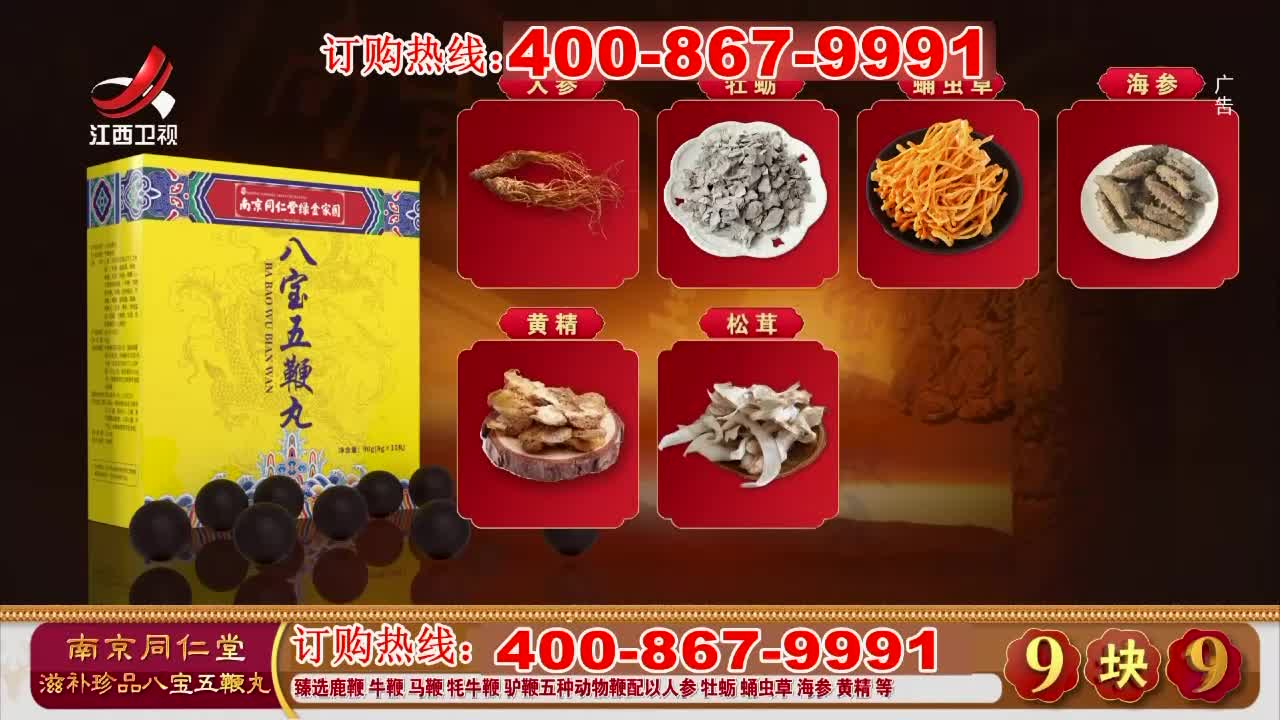 订购热线:400-867-9991
江西卫视
广告
人参
牡蛎
蛹虫草
海参
南京同仁堂绿金家园
八宝五鞭丸
BA BAO WU BIAN WAN
黄精
松茸
南京同仁堂
滋补珍品八宝五鞭丸
订购热线: 400-867-9991
臻选鹿鞭 牛鞭 马鞭 牦牛鞭 驴鞭五种动物鞭配以人参 牡蛎 蛹虫草 海参 黄精 等
9块9